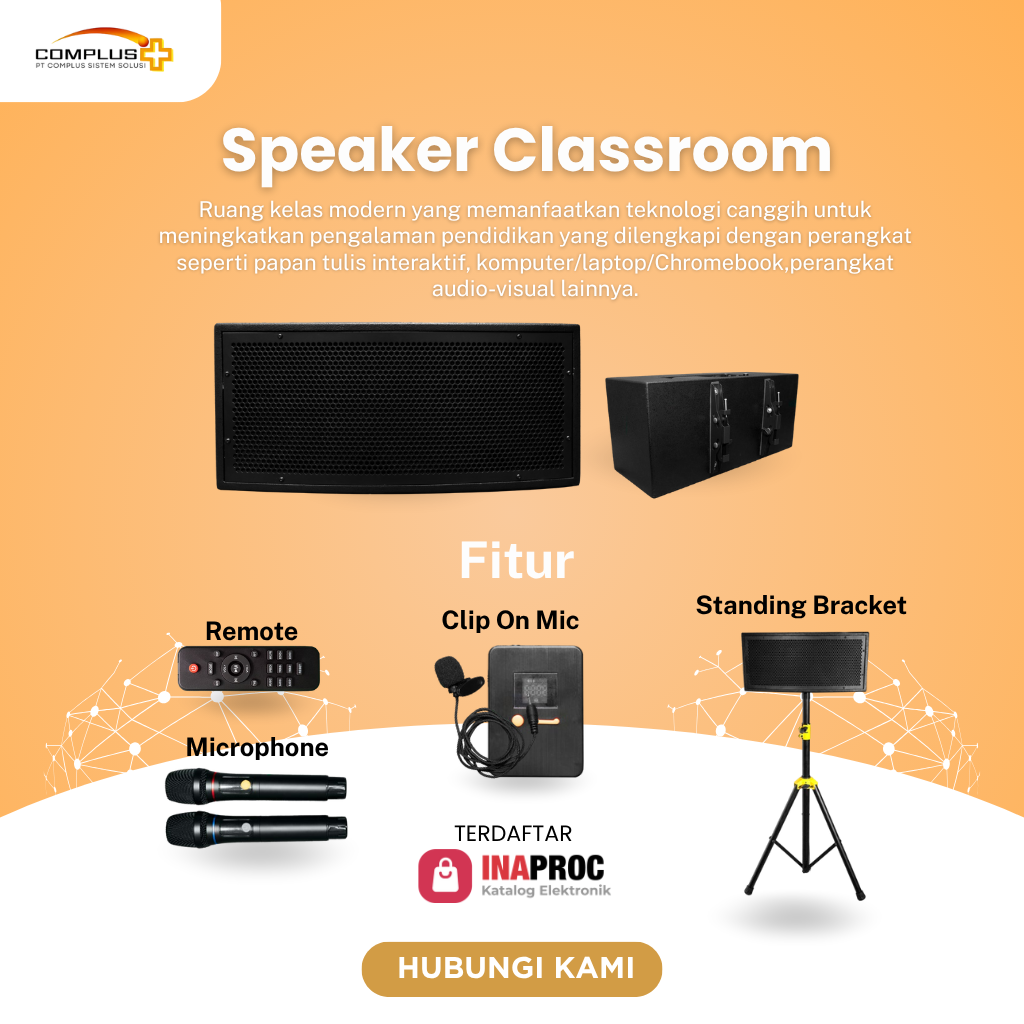 COMPLUS
PT COMPLUS SISTEM SOLUSI
Speaker Classroom
Ruang kelas modern yang memanfaatkan teknologi canggih untuk
meningkatkan pengalaman pendidikan yang dilengkapi dengan perangkat
seperti papan tulis interaktif, komputer/laptop/Chromebook,perangkat
audio-visual lainnya.
Fitur
Remote
Clip On Mic
Standing Bracket
Microphone
TERDAFTAR
INAPROC
Katalog Elektronik
HUBUNGI KAMI